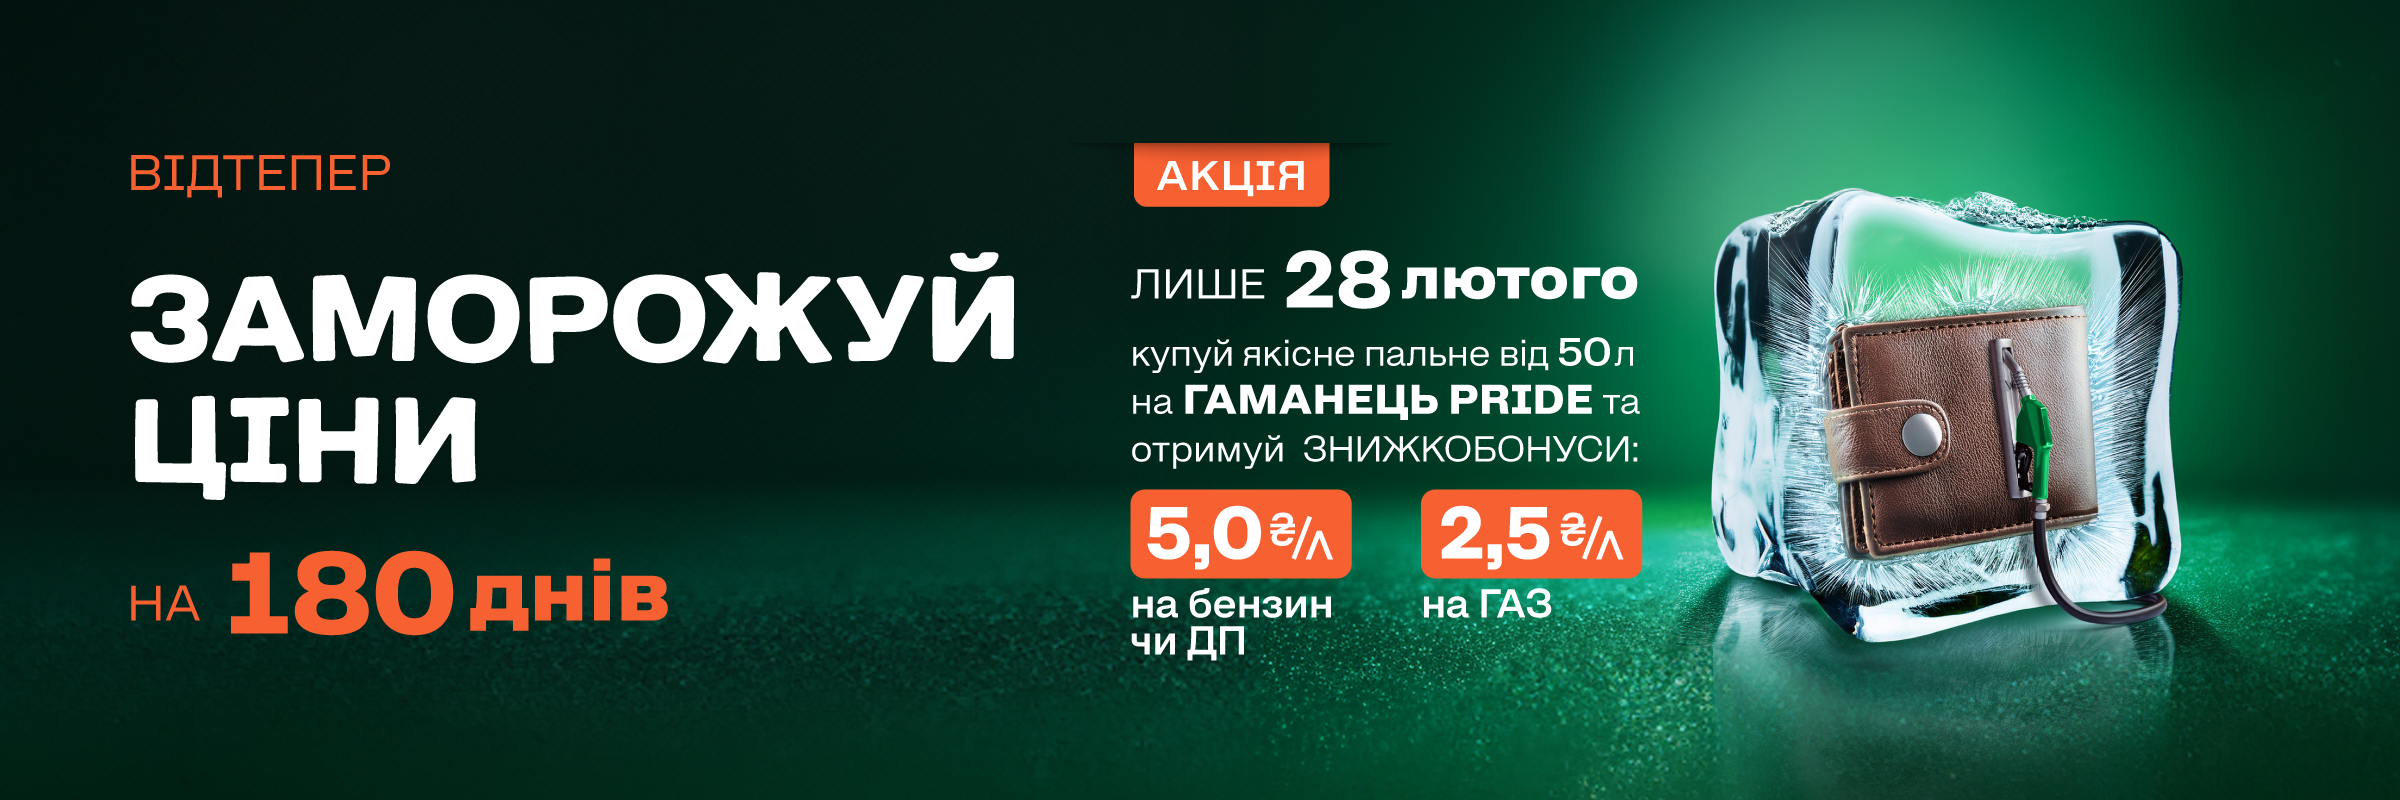 ВІДТЕПЕР
ЗАМОРОЖУЙ
ЦІНИ
НА 180 днів
АКЦІЯ
ЛИШЕ 28 лютого
купуй якісне пальне від 50 л
на ГАМАНЕЦЬ PRIDE та
отримуй ЗНИЖКОБОНУСИ:
5,0 ₴/л
на бензин
чи ДП
2,5 ₴/л
на ГАЗ